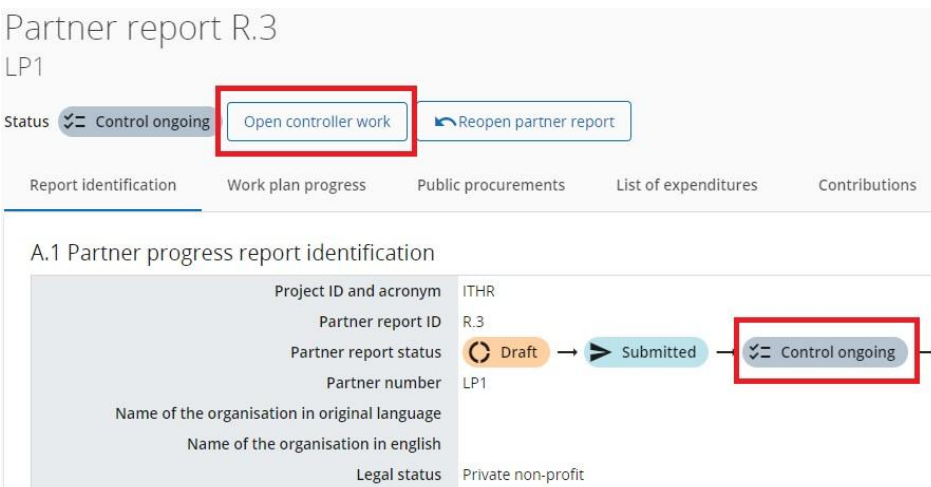 Partner report R.3
LP1
Status Control ongoing Open controller work Reopen partner report
Report identification Work plan progress Public procurements List of expenditures Contributions
A.1 Partner progress report identification
Project ID and acronym ITHR
Partner report ID R.3
Partner report status Draft → Submitted → Control ongoing
Partner number LP1
Name of the organisation in original language
Name of the organisation in english
Legal status Private non-profit